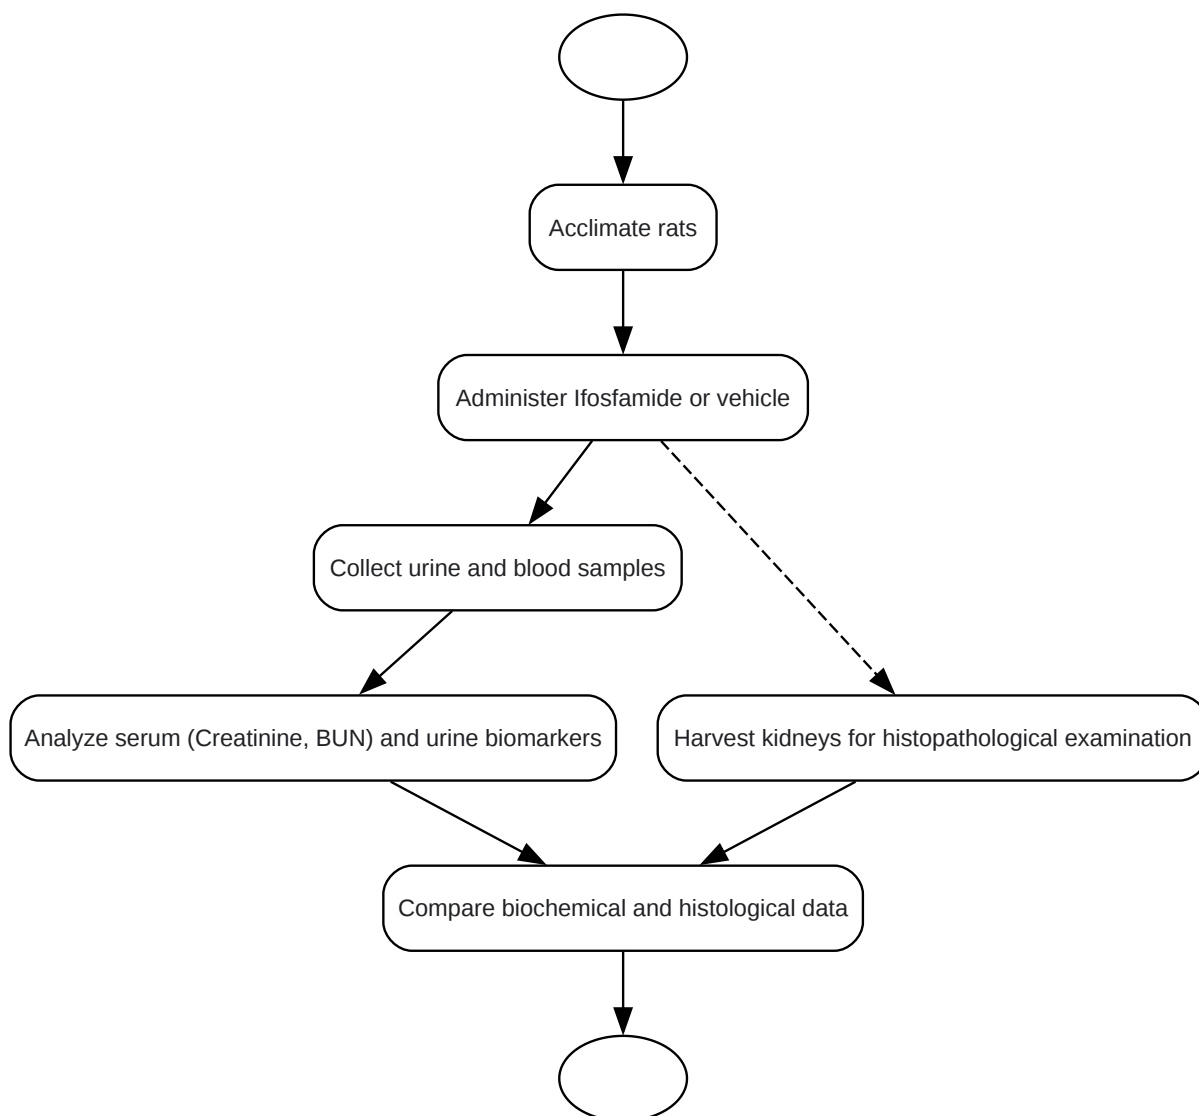 Acclimate rats
Administer Ifosfamide or vehicle
Collect urine and blood samples
Analyze serum (Creatinine, BUN) and urine biomarkers
Harvest kidneys for histopathological examination
Compare biochemical and histological data